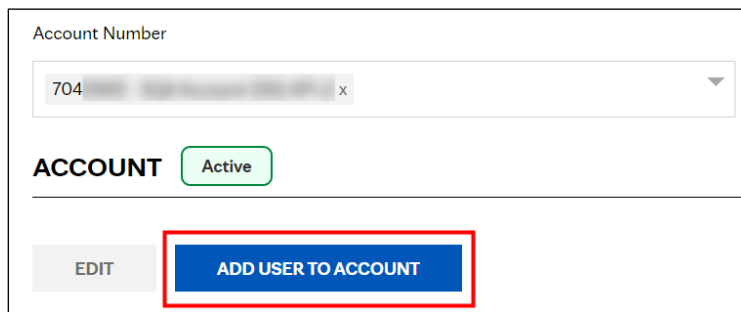 Account Number
704 x
ACCOUNT Active
EDIT ADD USER TO ACCOUNT